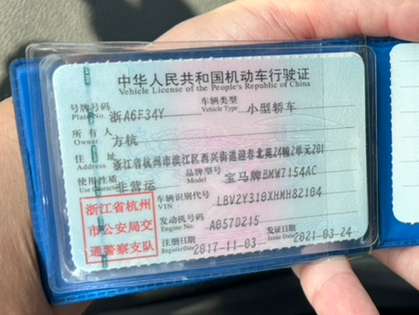 中华人民共和国机动车行驶证
Vehicle License of the People's Republic of China
号牌号码 Plate No. 浙A6F34Y 车辆类型 Vehicle Type 小型轿车
所有人 Owner 方杭
住址 Address 浙江省杭州市滨江区西兴街道迎春北苑24幢2单元201
使用性质 Use Character 非营运 品牌型号 Model 宝马牌BMW7154AC
车辆识别代号 VIN LBV2Y310XHMH82104
发动机号码 Engine No. A057D215
注册日期 Register Date 2017-11-03 发证日期 Issue Date 2021-03-24
浙江省杭州
市公安局交
通警察支队